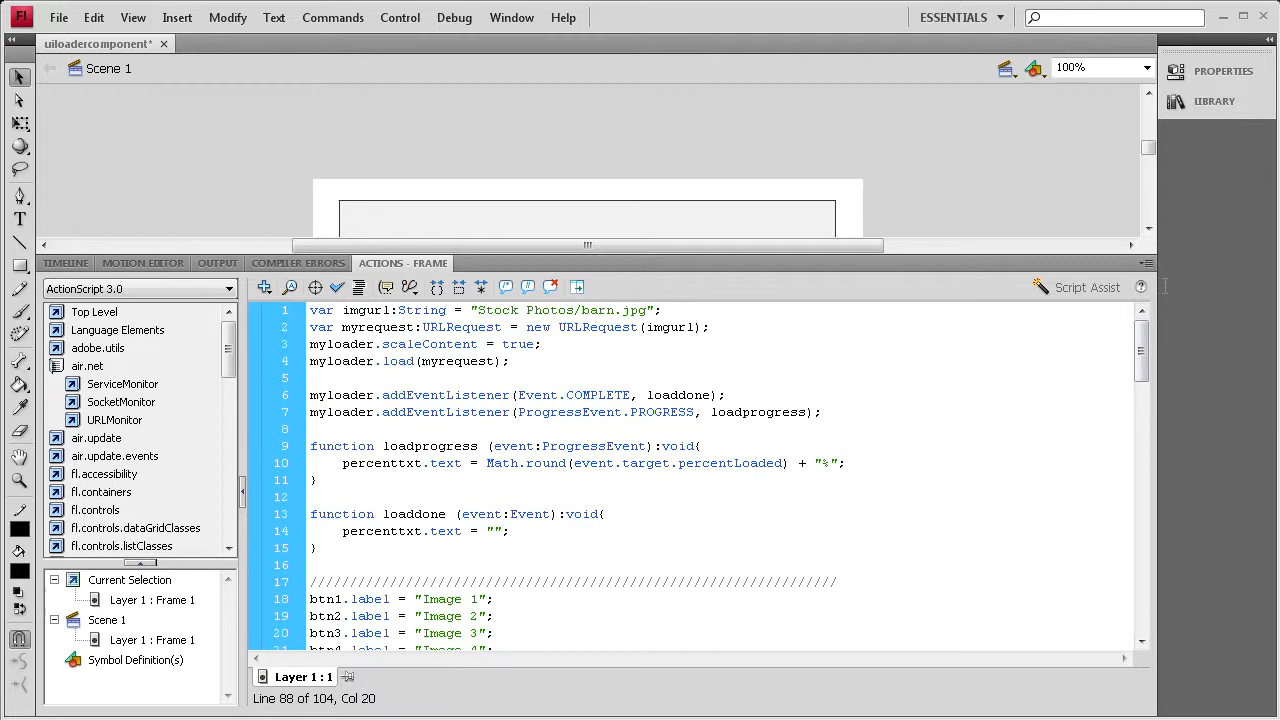 Fl File Edit View Insert Modify Text Commands Control Debug Window Help ESSENTIALS
uiloadercomponent*
Scene 1 100%
PROPERTIES
LIBRARY
TIMELINE MOTION EDITOR OUTPUT COMPILER ERRORS ACTIONS - FRAME
ActionScript 3.0 Script Assist
Top Level
Language Elements
adobe.utils
air.net
ServiceMonitor
SocketMonitor
URLMonitor
air.update
air.update.events
fl.accessibility
fl.containers
fl.controls
fl.controls.dataGridClasses
fl.controls.listClasses
Current Selection
Layer 1 : Frame 1
Scene 1
Layer 1 : Frame 1
Symbol Definition(s)
1 var imgurl:String = "Stock Photos/barn.jpg";
2 var myrequest:URLRequest = new URLRequest(imgurl);
3 myloader.scaleContent = true;
4 myloader.load(myrequest);
5
6 myloader.addEventListener(Event.COMPLETE, loaddone);
7 myloader.addEventListener(ProgressEvent.PROGRESS, loadprogress);
8
9 function loadprogress (event:ProgressEvent):void{
10 percenttxt.text = Math.round(event.target.percentLoaded) + "%";
11 }
12
13 function loaddone (event:Event):void{
14 percenttxt.text = "";
15 }
16
17 /////////////////////////////////////////////////////////////////
18 btn1.label = "Image 1";
19 btn2.label = "Image 2";
20 btn3.label = "Image 3";
21 btn4.label = "Image 4";
Layer 1 : 1
Line 88 of 104, Col 20